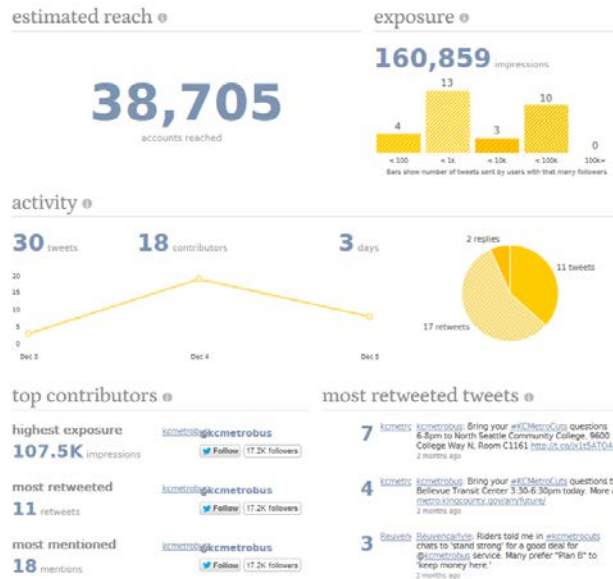 estimated reach
exposure
38,705
accounts reached
160,859 impressions
4
13
3
10
0
< 100
< 1k
< 10k
< 100k
100k+
Bars show number of tweets sent by users with that many followers
activity
30 tweets
18 contributors
3 days
20
15
10
5
0
Dec 3
Dec 4
Dec 5
2 replies
11 tweets
17 retweets
top contributors
highest exposure
107.5K impressions
@kcmetrobus
Follow 17.2K followers
most retweeted
11 retweets
@kcmetrobus
Follow 17.2K followers
most mentioned
18 mentions
@kcmetrobus
Follow 17.2K followers
most retweeted tweets
7
kcmetrobus: Bring your #KCMetroCuts questions
6-8pm to North Seattle Community College, 9600
College Way N, Room C1161
2 months ago
4
kcmetrobus: Bring your #KCMetroCuts questions t
Bellevue Transit Center 3:30-6:30pm today. More
metro.kingcounty.gov/am/future/
2 months ago
3
Reuvencarlyle: Riders told me in #kcmetrocuts
chats to 'stand strong' for a good deal for
@kcmetrobus service. Many prefer "Plan B" to
'keep money here.'
2 months ago